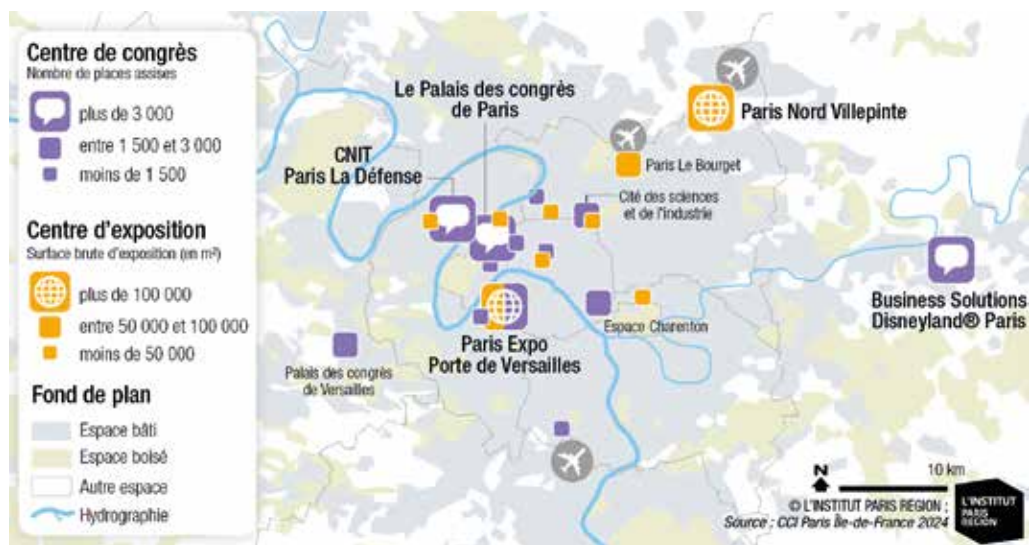 Centre de congrès
Nombre de places assises
plus de 3 000
entre 1 500 et 3 000
moins de 1 500
Centre d'exposition
Surface brute d'exposition (en m²)
plus de 100 000
entre 50 000 et 100 000
moins de 50 000
Fond de plan
Espace bâti
Espace boisé
Autre espace
Hydrographie
Le Palais des congrès
de Paris
CNIT
Paris La Défense
Paris Nord Villepinte
Paris Le Bourget
Cité des sciences
et de l'industrie
Business Solutions
Disneyland® Paris
Espace Charenton
Paris Expo
Porte de Versailles
Palais des congrès
de Versailles
N
10 km
© L'INSTITUT PARIS REGION ;
Source : CCI Paris Île-de-France 2024
L'INSTITUT
PARIS
REGION